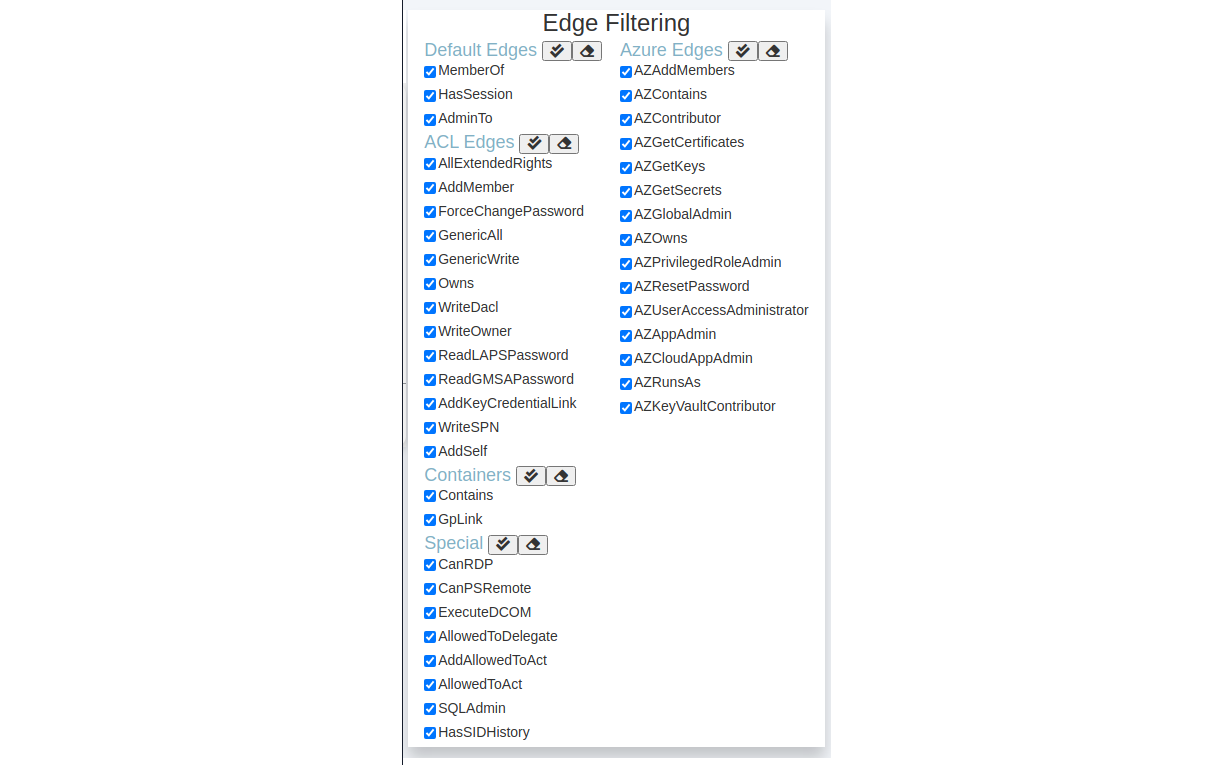 Edge Filtering
Default Edges
MemberOf
HasSession
AdminTo
ACL Edges
AllExtendedRights
AddMember
ForceChangePassword
GenericAll
GenericWrite
Owns
WriteDacl
WriteOwner
ReadLAPSPassword
ReadGMSAPassword
AddKeyCredentialLink
WriteSPN
AddSelf
Containers
Contains
GpLink
Special
CanRDP
CanPSRemote
ExecuteDCOM
AllowedToDelegate
AddAllowedToAct
AllowedToAct
SQLAdmin
HasSIDHistory
Azure Edges
AZAddMembers
AZContains
AZContributor
AZGetCertificates
AZGetKeys
AZGetSecrets
AZGlobalAdmin
AZOwns
AZPrivilegedRoleAdmin
AZResetPassword
AZUserAccessAdministrator
AZAppAdmin
AZCloudAppAdmin
AZRunsAs
AZKeyVaultContributor